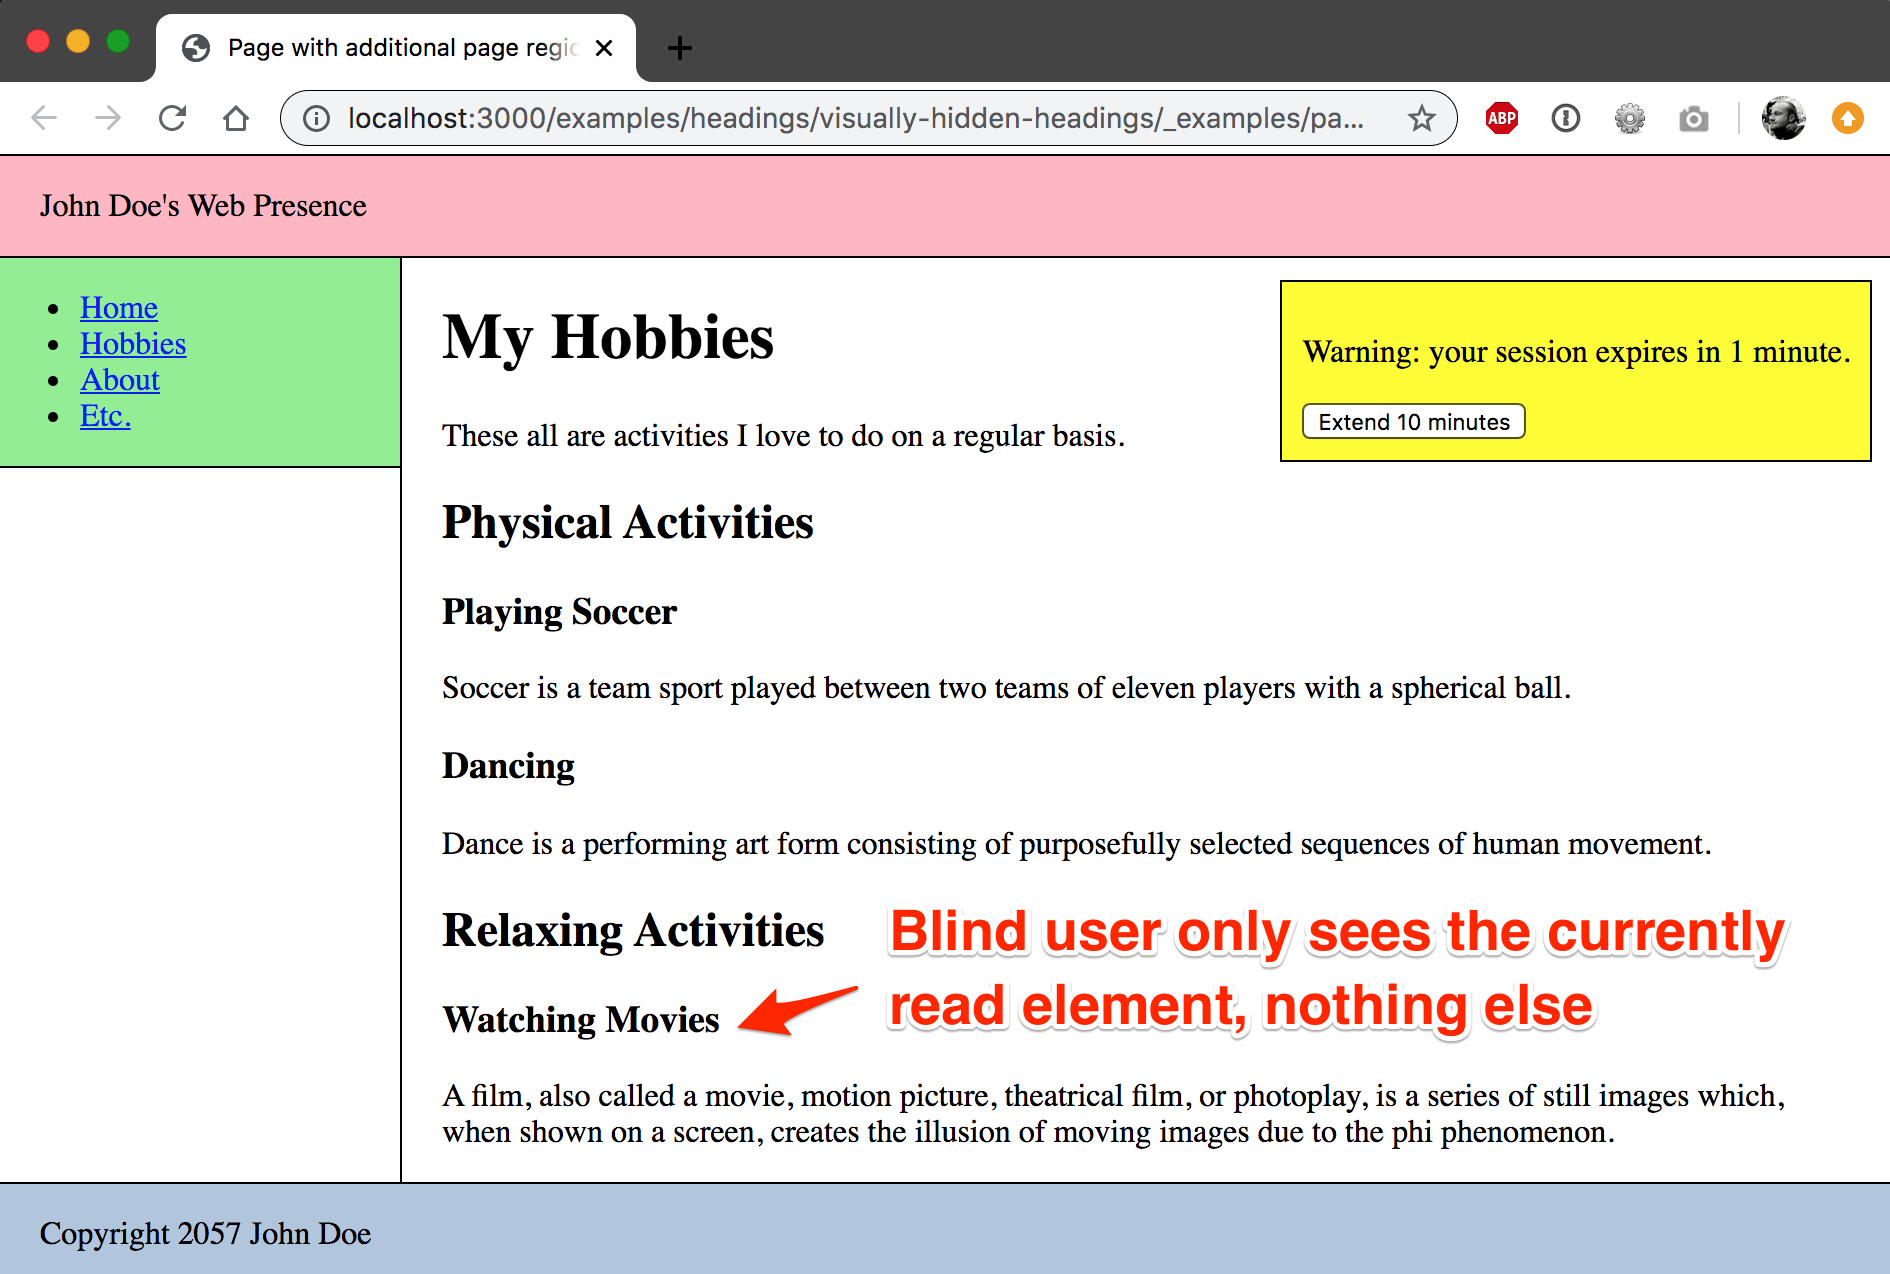 Page with additional page regic
localhost:3000/examples/headings/visually-hidden-headings/_examples/pa...
ABP
John Doe's Web Presence
Home
Hobbies
About
Etc.
My Hobbies
These all are activities I love to do on a regular basis.
Warning: your session expires in 1 minute.
Extend 10 minutes
Physical Activities
Playing Soccer
Soccer is a team sport played between two teams of eleven players with a spherical ball.
Dancing
Dance is a performing art form consisting of purposefully selected sequences of human movement.
Relaxing Activities
Blind user only sees the currently
read element, nothing else
Watching Movies
A film, also called a movie, motion picture, theatrical film, or photoplay, is a series of still images which,
when shown on a screen, creates the illusion of moving images due to the phi phenomenon.
Copyright 2057 John Doe